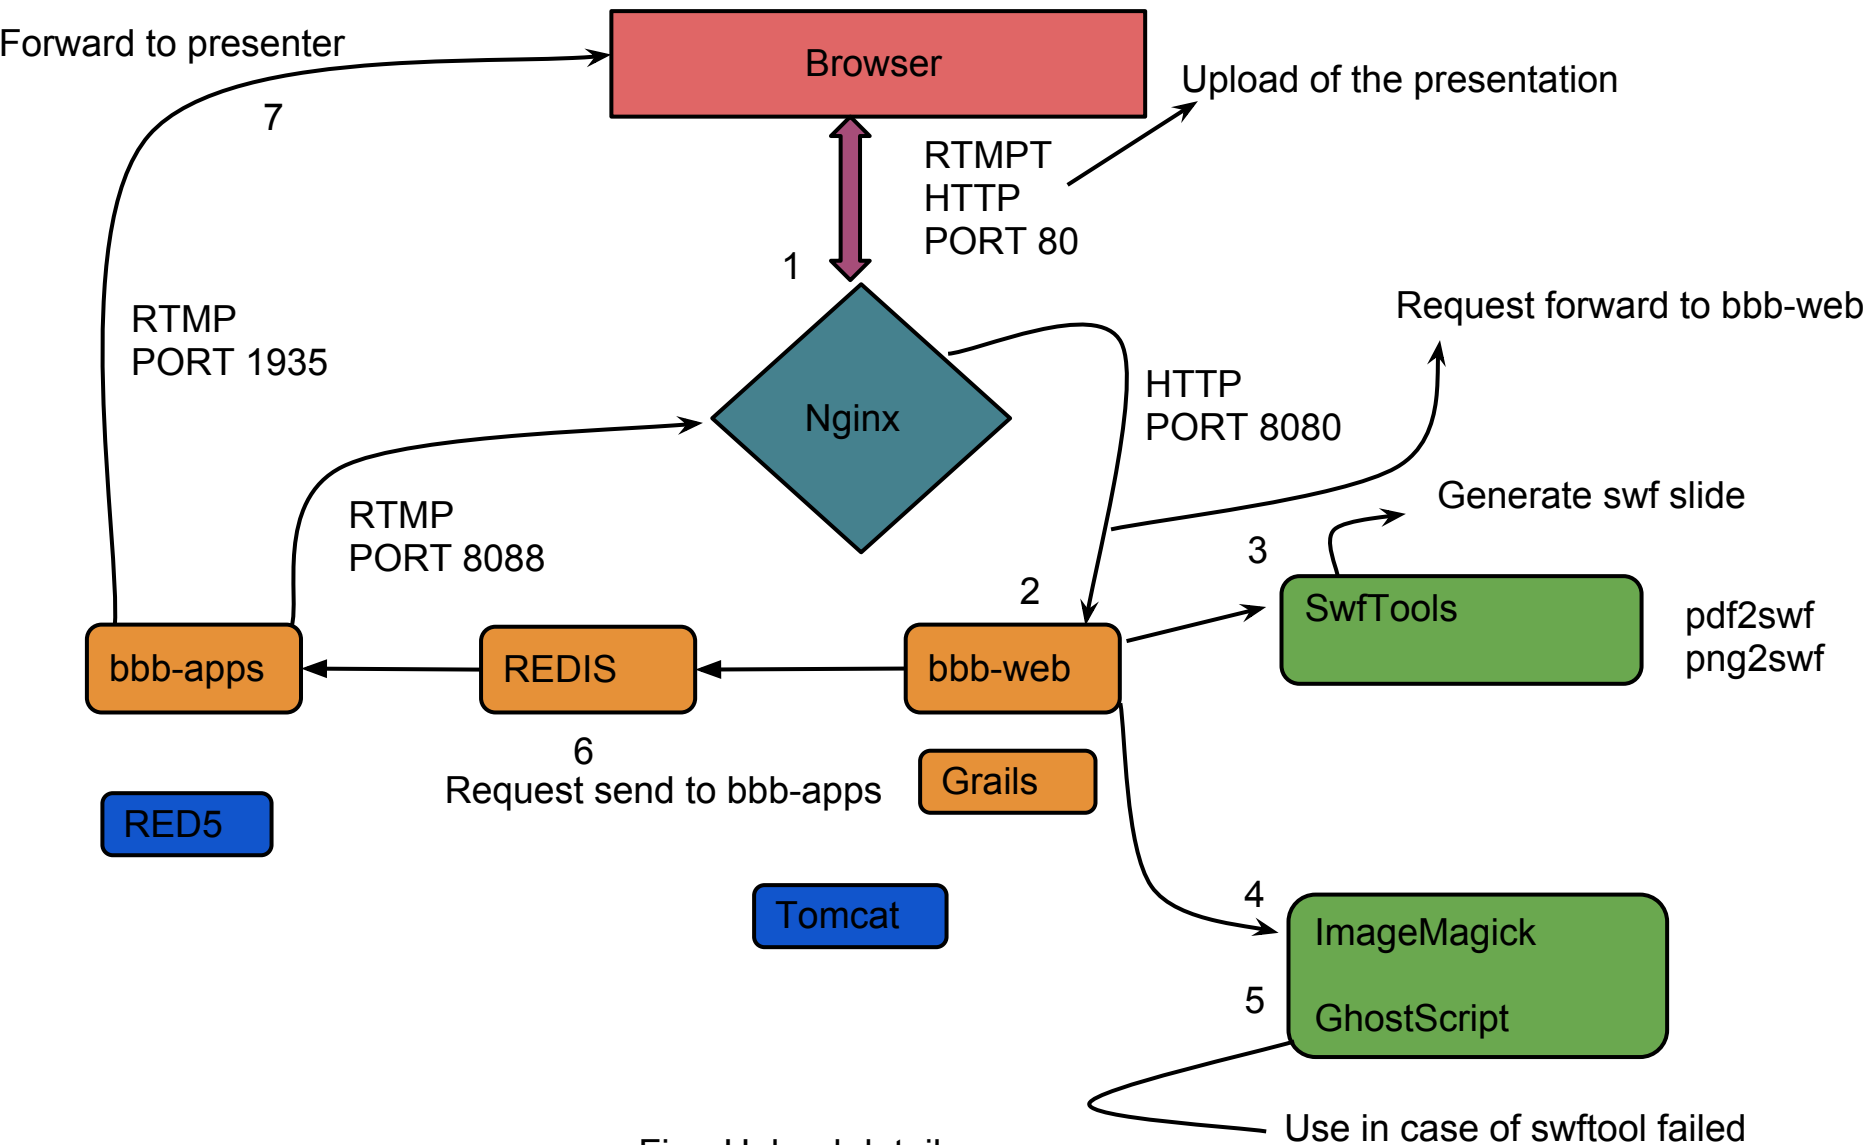 Forward to presenter
7
Browser
Upload of the presentation
RTMPT
HTTP
PORT 80
1
RTMP
PORT 1935
Nginx
Request forward to bbb-web
HTTP
PORT 8080
RTMP
PORT 8088
Generate swf slide
3
2
SwfTools
pdf2swf
png2swf
bbb-apps
REDIS
bbb-web
6
Request send to bbb-apps
Grails
RED5
Tomcat
4
ImageMagick
5
GhostScript
Use in case of swftool failed